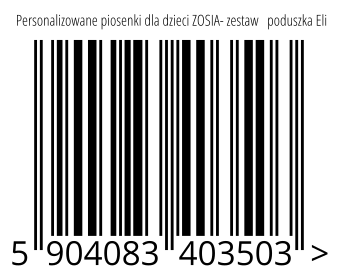 Personalizowane piosenki dla dzieci ZOSIA- zestaw poduszka Eli
5 904083 403503 >